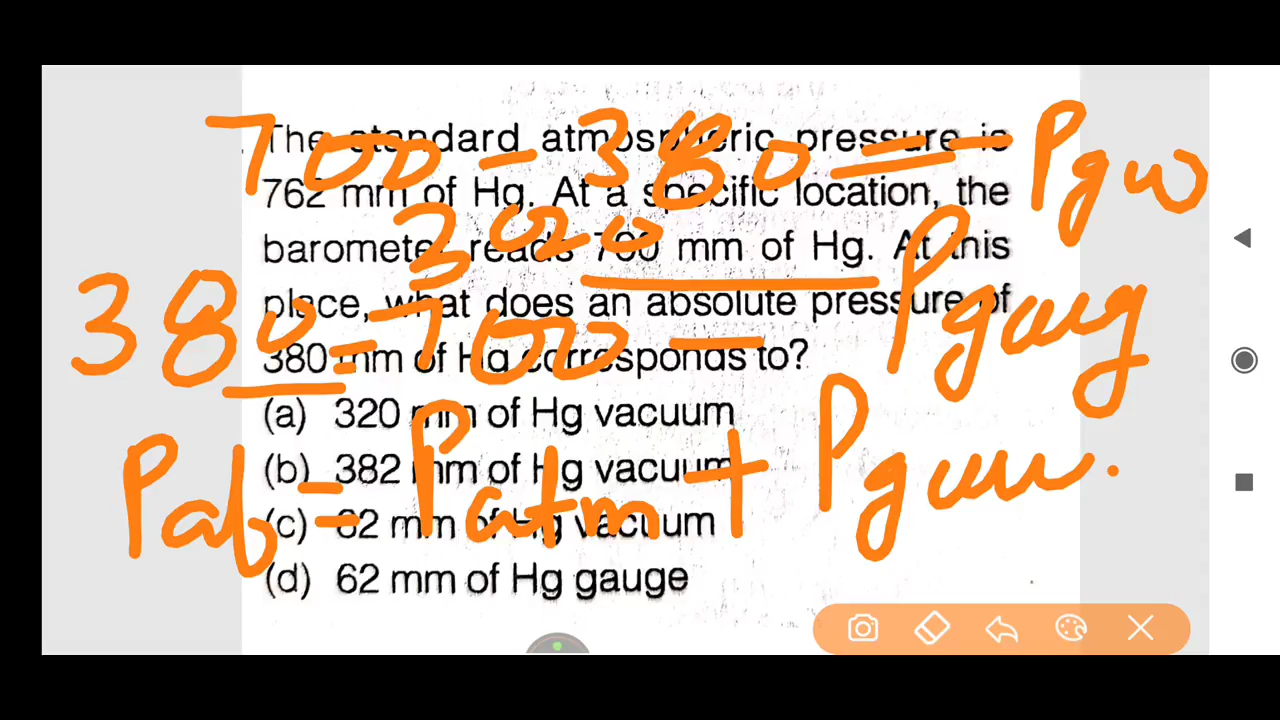 The standard atmospheric pressure is
762 mm of Hg. At a specific location, the
barometer reads 700 mm of Hg. At this
place, what does an absolute pressure of
380 mm of Hg corresponds to?
(a) 320 mm of Hg vacuum
(b) 382 mm of Hg vacuum
(c) 62 mm of Hg vacuum
(d) 62 mm of Hg gauge
700 - 380 =
320
380 = 700 -
Pab = Patm +